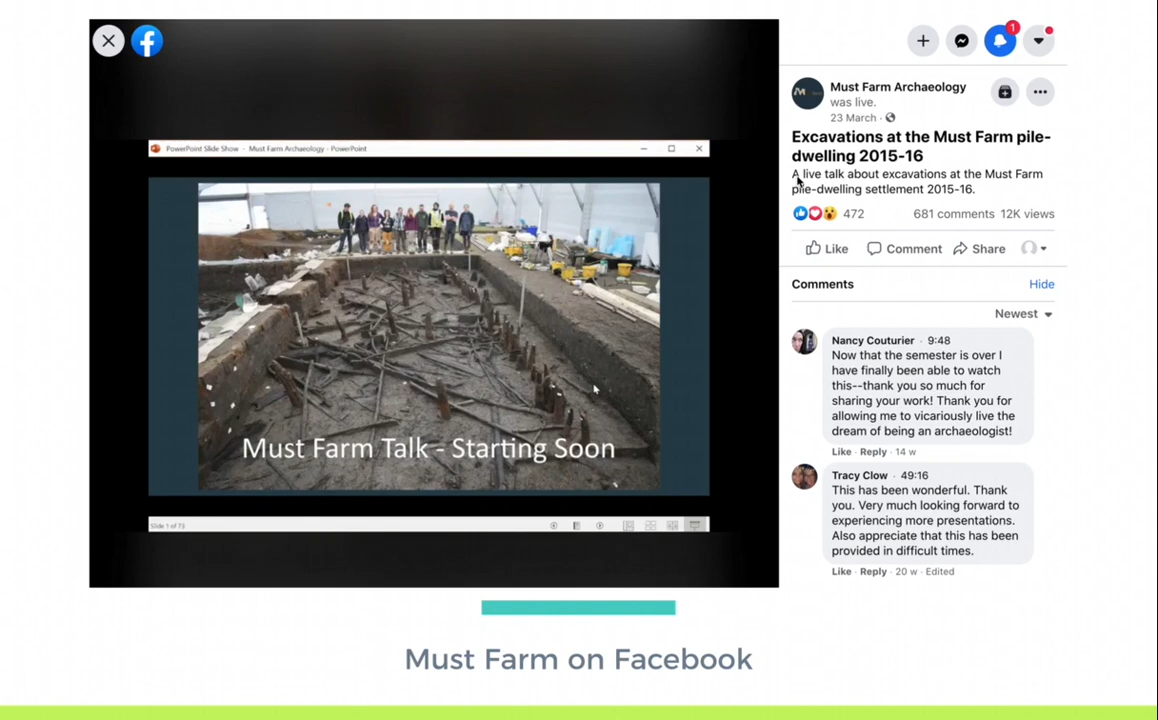 PowerPoint Slide Show - Must Farm Archaeology - PowerPoint
Must Farm Talk - Starting Soon
Slide 1 of 73
1
Must Farm Archaeology
was live.
23 March ·
Excavations at the Must Farm pile-
dwelling 2015-16
A live talk about excavations at the Must Farm
pile-dwelling settlement 2015-16.
472
681 comments 12K views
Like Comment Share
Comments
Hide
Newest
Nancy Couturier · 9:48
Now that the semester is over I
have finally been able to watch
this--thank you so much for
sharing your work! Thank you for
allowing me to vicariously live the
dream of being an archaeologist!
Like · Reply · 14 w
Tracy Clow · 49:16
This has been wonderful. Thank
you. Very much looking forward to
experiencing more presentations.
Also appreciate that this has been
provided in difficult times.
Like · Reply · 20 w · Edited
Must Farm on Facebook